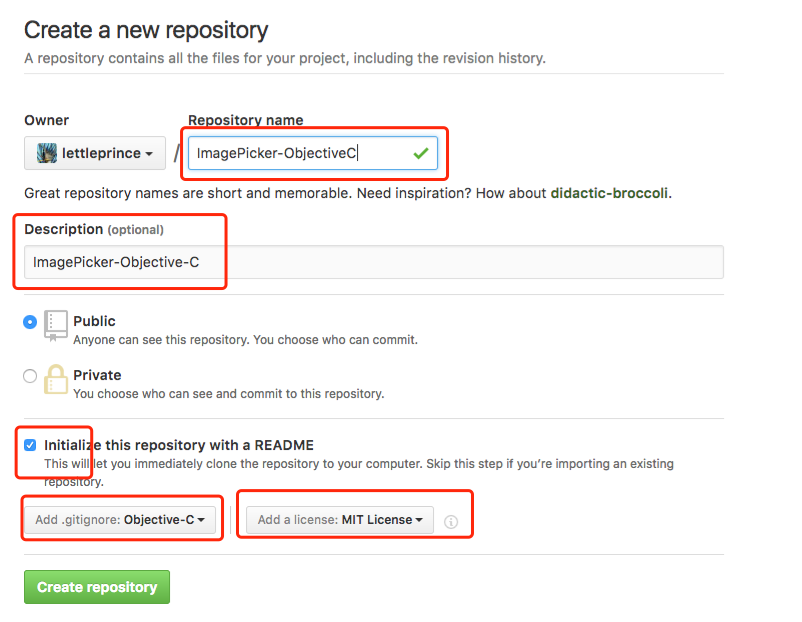 Create a new repository
A repository contains all the files for your project, including the revision history.
Owner
Repository name
lettleprince
/
ImagePicker-ObjectiveC
Great repository names are short and memorable. Need inspiration? How about didactic-broccoli.
Description (optional)
ImagePicker-Objective-C
Public
Anyone can see this repository. You choose who can commit.
Private
You choose who can see and commit to this repository.
Initialize this repository with a README
This will let you immediately clone the repository to your computer. Skip this step if you're importing an existing
repository.
Add .gitignore: Objective-C
Add a license: MIT License
Create repository